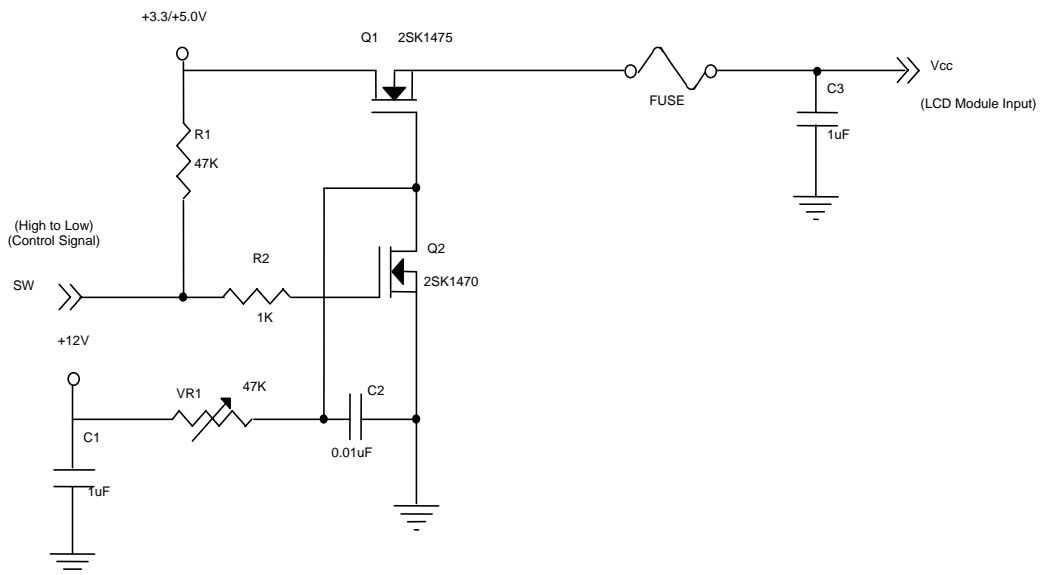 +3.3/+5.0V
Q1 2SK1475
Vcc
FUSE
C3
(LCD Module Input)
1uF
R1
47K
(High to Low)
(Control Signal)
SW
R2
1K
Q2
2SK1470
+12V
VR1
47K
C2
0.01uF
C1
1uF